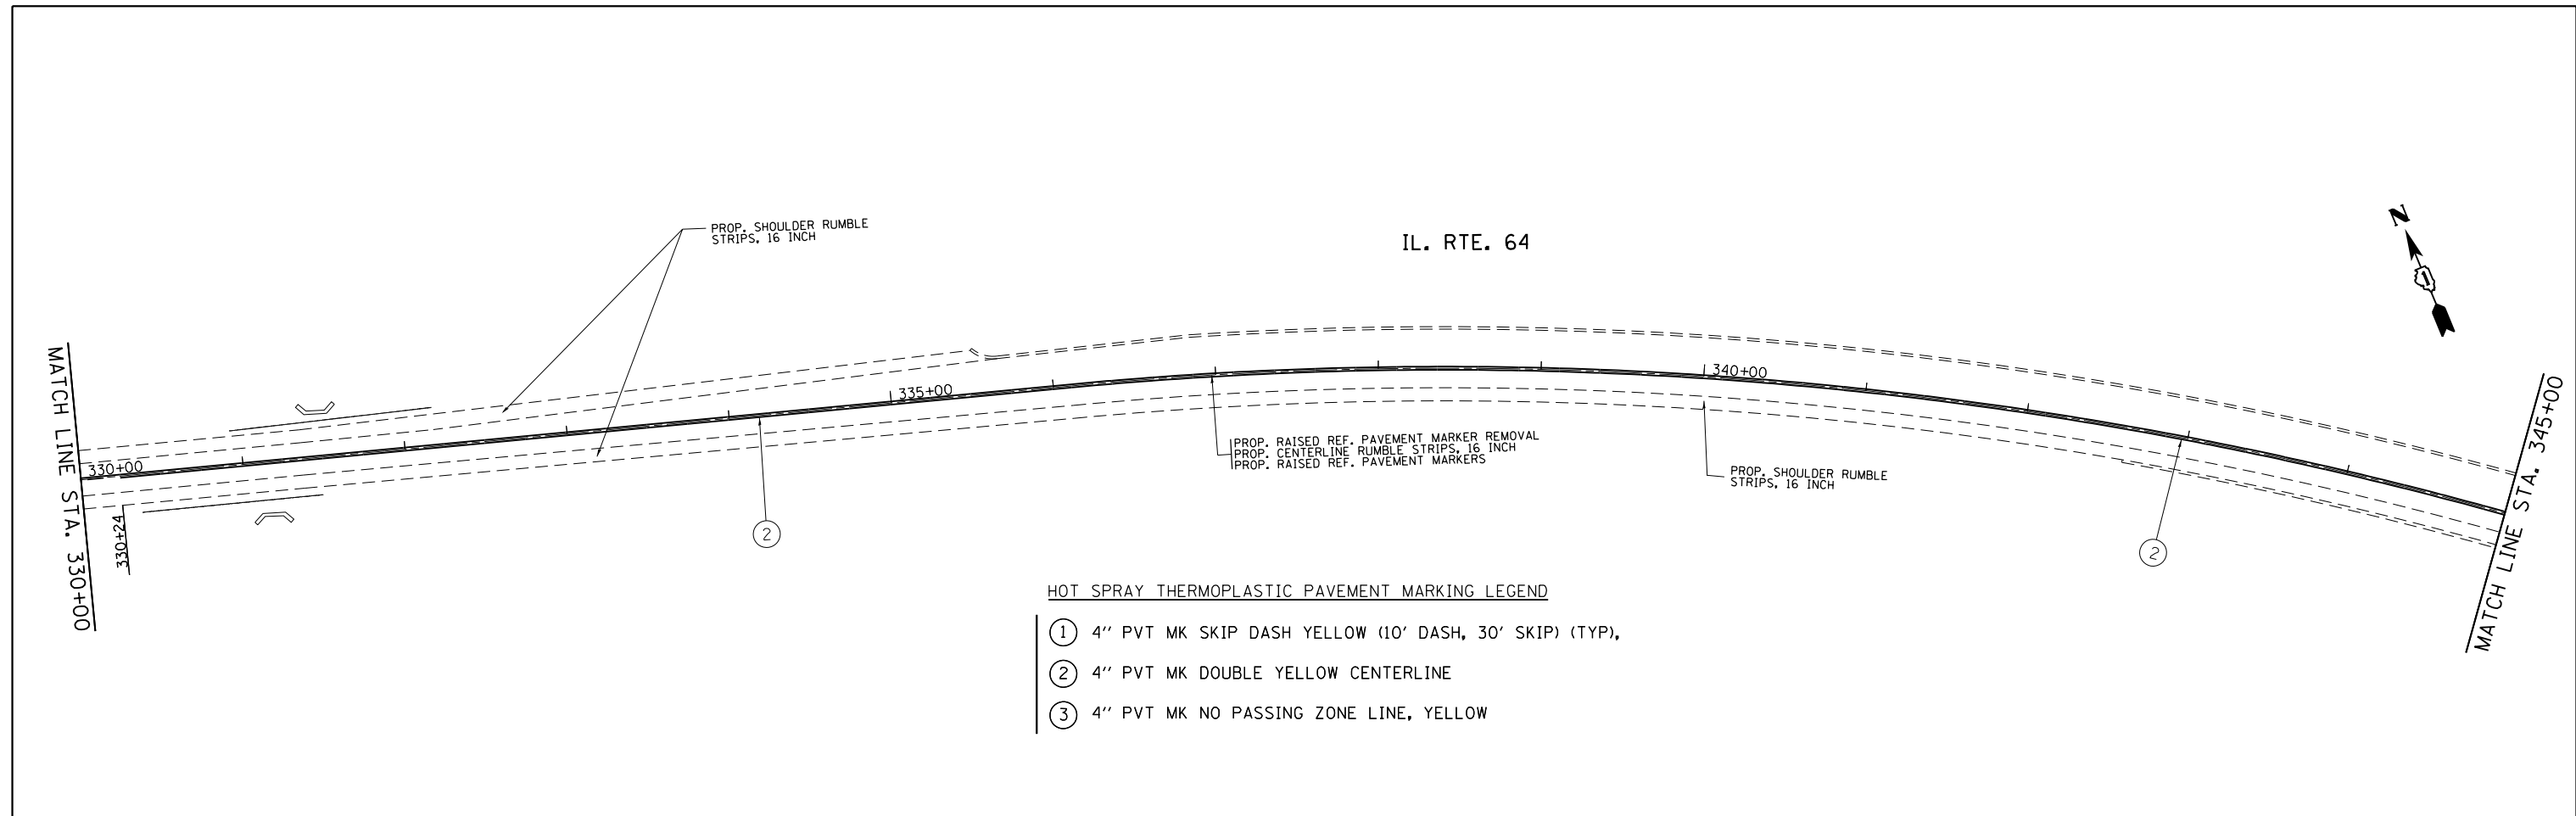 PROP. SHOULDER RUMBLE
STRIPS, 16 INCH
IL. RTE. 64
N
1
MATCH LINE STA. 330+00
330+00
330+24
335+00
340+00
MATCH LINE STA. 345+00
PROP. RAISED REF. PAVEMENT MARKER REMOVAL
PROP. CENTERLINE RUMBLE STRIPS, 16 INCH
PROP. RAISED REF. PAVEMENT MARKERS
PROP. SHOULDER RUMBLE
STRIPS, 16 INCH
2
2
HOT SPRAY THERMOPLASTIC PAVEMENT MARKING LEGEND
1 4'' PVT MK SKIP DASH YELLOW (10' DASH, 30' SKIP) (TYP),
2 4'' PVT MK DOUBLE YELLOW CENTERLINE
3 4'' PVT MK NO PASSING ZONE LINE, YELLOW